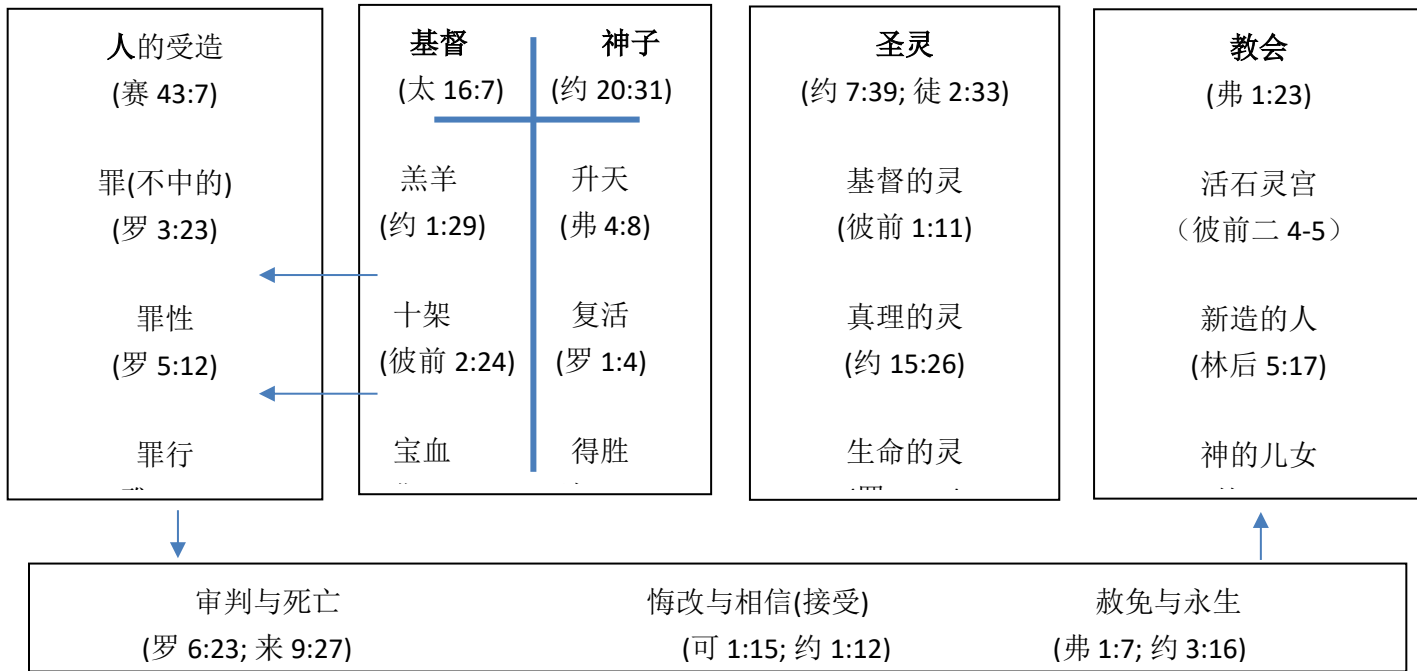 人的受造
(赛 43:7)
罪(不中的)
(罗 3:23)
罪性
(罗 5:12)
罪行
基督 神子
(太 16:7) (约 20:31)
羔羊 升天
(约 1:29) (弗 4:8)
十架 复活
(彼前 2:24) (罗 1:4)
宝血 得胜
圣灵
(约 7:39; 徒 2:33)
基督的灵
(彼前 1:11)
真理的灵
(约 15:26)
生命的灵
教会
(弗 1:23)
活石灵宫
（彼前二 4-5）
新造的人
(林后 5:17)
神的儿女
审判与死亡 悔改与相信(接受) 赦免与永生
(罗 6:23; 来 9:27) (可 1:15; 约 1:12) (弗 1:7; 约 3:16)